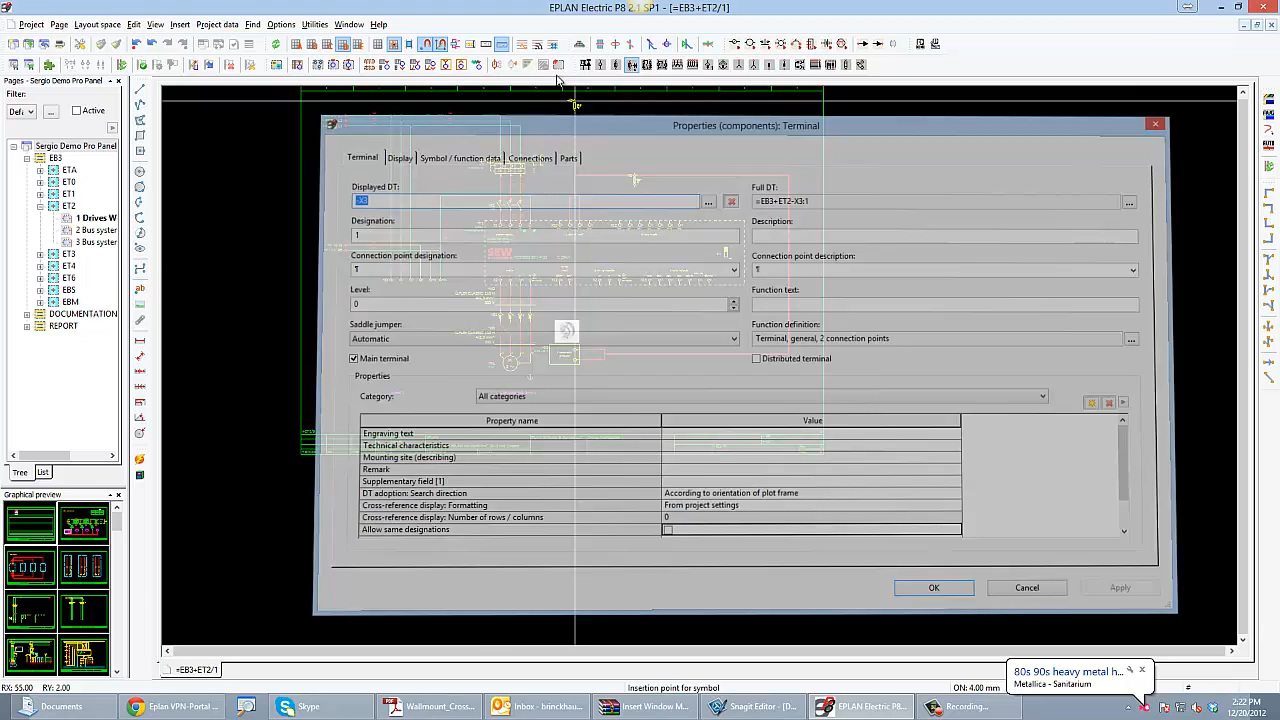 EPLAN Electric P8 2.1 SP1 - [=EB3+ET2/1]
Project Page Layout space Edit View Insert Project data Find Options Utilities Window Help
Pages - Sergio Demo Pro Panel
Filter:
Def
...
Active
Sergio Demo Pro Panel
EB3
ETA
ET0
ET1
ET2
1 Drives W
2 Bus syster
3 Bus syster
ET3
ET4
ET6
EBS
EBM
DOCUMENTATION
REPORT
Tree List
Graphical preview
Properties (components): Terminal
Terminal Display Symbol / function data Connections Parts
Displayed DT:
-X3
...
Full DT:
=EB3+ET2-X3:1
...
Designation:
1
Description:
Connection point designation:
¶
Connection point description:
¶
Level:
0
Function text:
Saddle jumper:
Automatic
Function definition:
Terminal, general, 2 connection points
...
Main terminal
Distributed terminal
Properties
Category:
All categories
Property name Value
Engraving text
Technical characteristics
Mounting site (describing)
Remark
Supplementary field [1]
DT adoption: Search direction According to orientation of plot frame
Cross-reference display: Formatting From project settings
Cross-reference display: Number of rows / columns 0
Allow same designations
OK Cancel Apply
SEW
=EB3+ET2/1
RX: 55.00 RY: 2.00
Insertion point for symbol
ON: 4.00 mm
#
80s 90s heavy metal h...
Metallica - Sanitarium
Documents
Eplan VPN-Portal ...
Skype
Wallmount_Cross...
Inbox - brinckhau...
Insert Window M...
Snagit Editor - [D...
EPLAN Electric P8...
Recording...
2:22 PM
12/20/2012